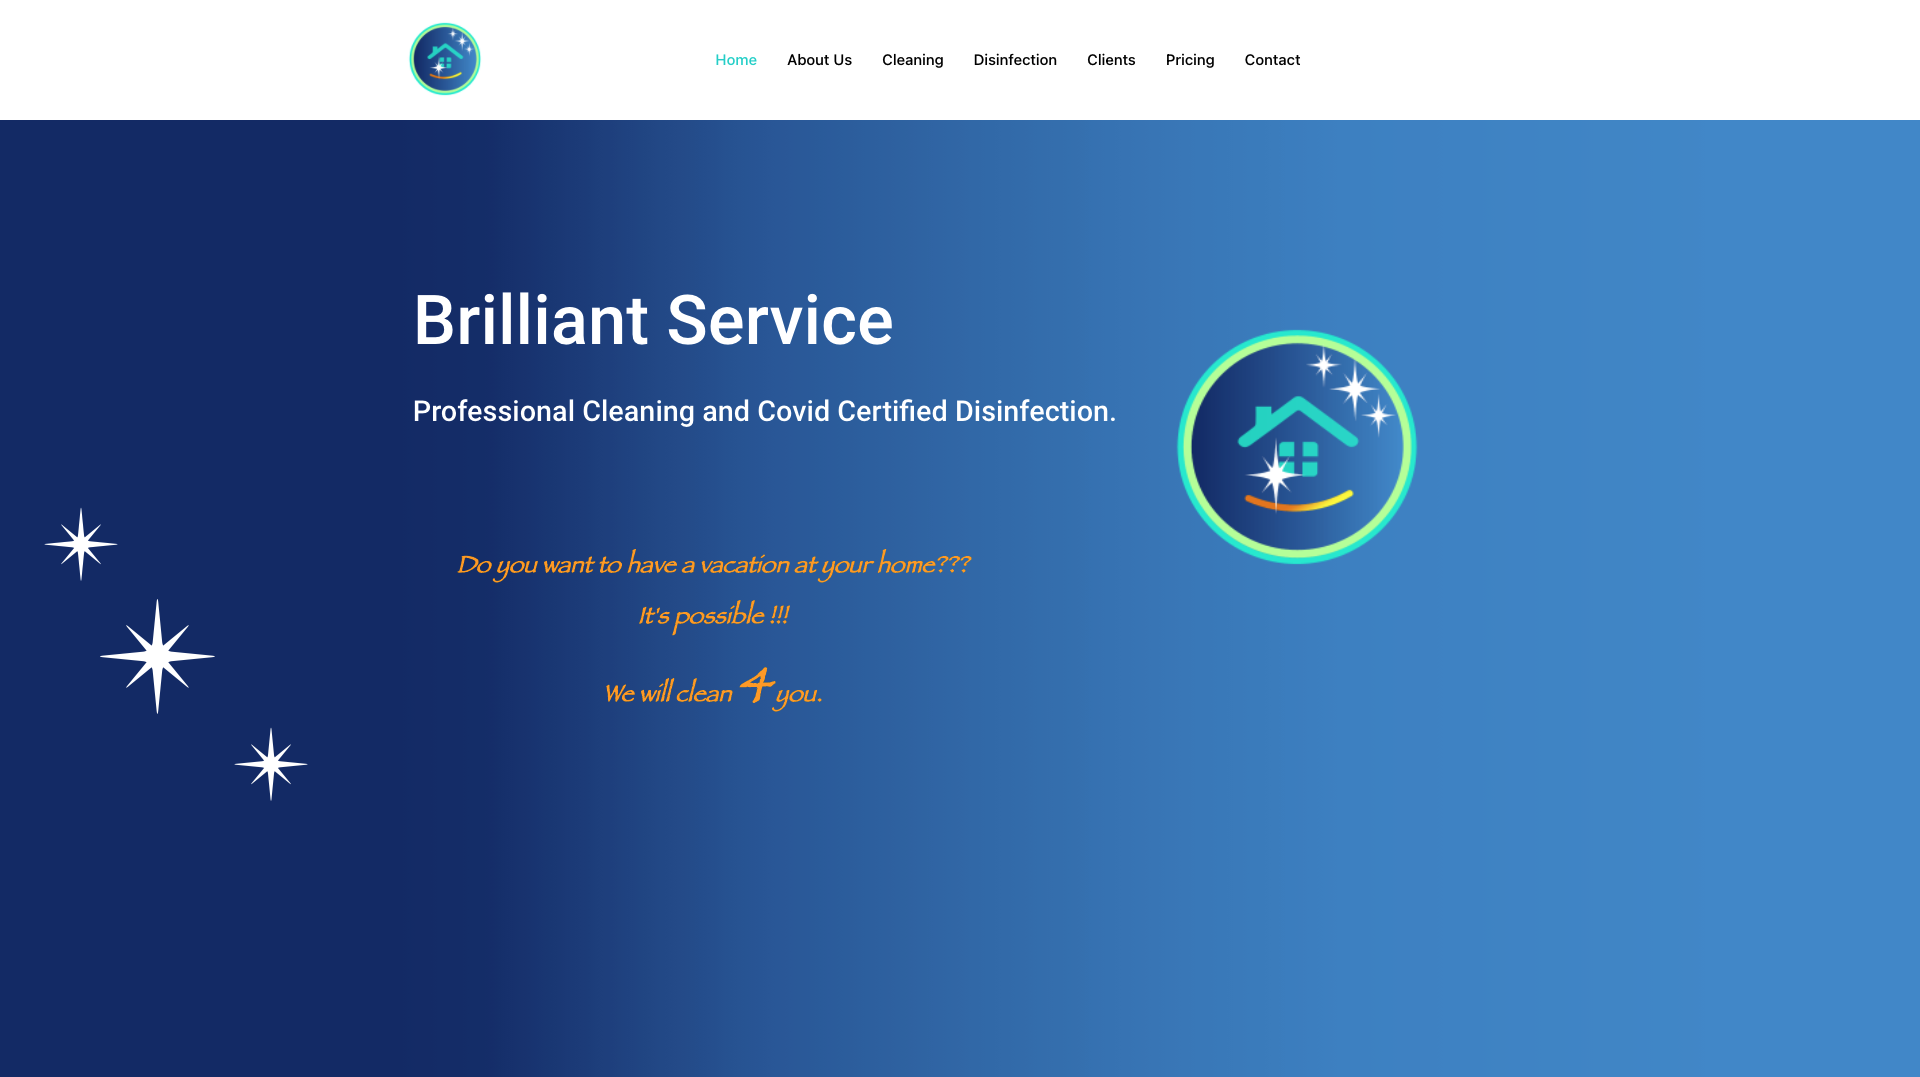 Home About Us Cleaning Disinfection Clients Pricing Contact
Brilliant Service
Professional Cleaning and Covid Certified Disinfection.
Do you want to have a vacation at your home???
It's possible !!!
We will clean 4 you.